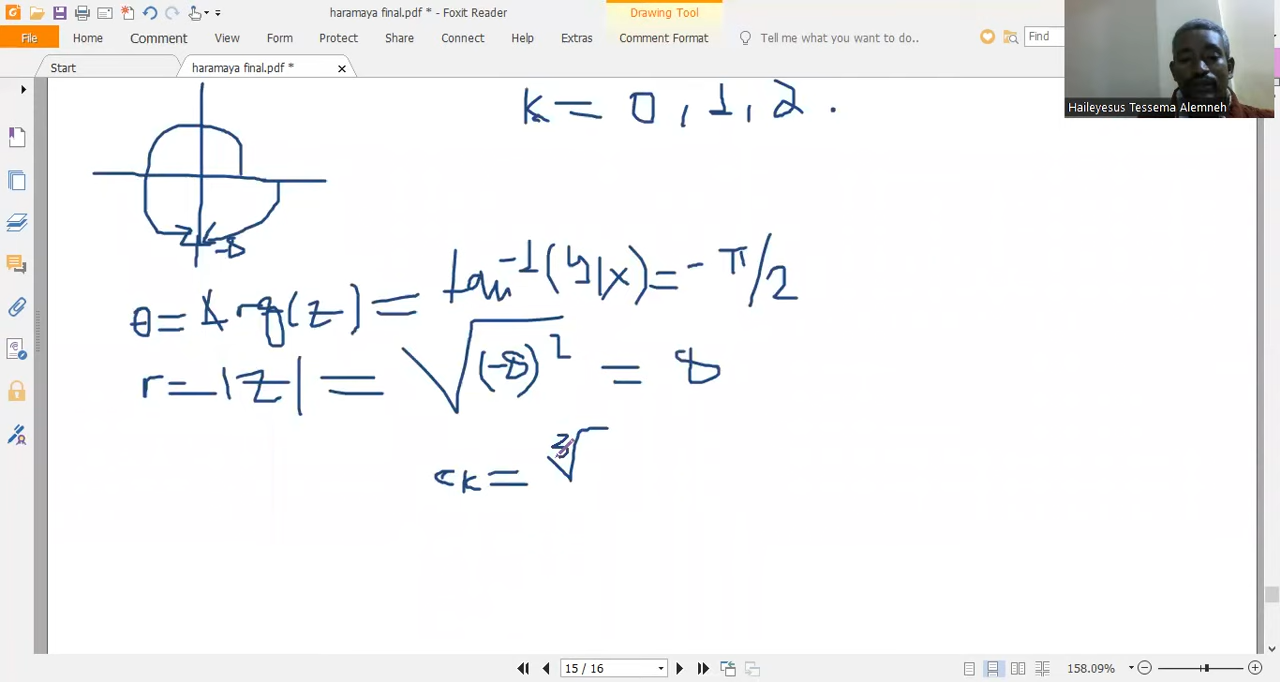 haramaya final.pdf * - Foxit Reader
Drawing Tool
File Home Comment View Form Protect Share Connect Help Extras Comment Format Tell me what you want to do.. Find
Start
haramaya final.pdf *
Haileyesus Tessema Alemneh
k = 0, 1, 2 .
-8
θ = Arg(z) = tan⁻¹(y|x) = - π/2
r = |z| = √(-8)² = 8
ck = ³√
15 / 16
158.09%